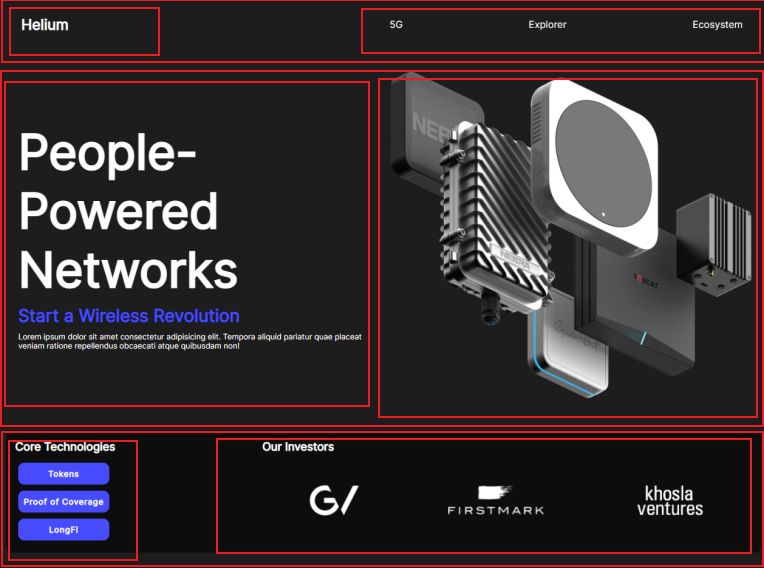 Helium
5G
Explorer
Ecosystem
People-
Powered
Networks
Start a Wireless Revolution
Lorem ipsum dolor sit amet consectetur adipisicing elit. Tempora aliquid pariatur quae placeat
veniam ratione repellendus obcaecati atque quibusdam non!
NEBRA
BOBCAT
Core Technologies
Tokens
Proof of Coverage
LongFi
Our Investors
G/
FIRSTMARK
khosla
ventures